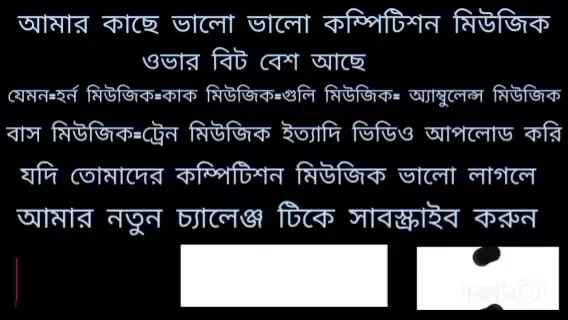 আমার কাছে ভালো ভালো কম্পিটিশন মিউজিক
ওভার বিট বেশ আছে
যেমন=হর্ন মিউজিক=কাক মিউজিক=গুলি মিউজিক= অ্যাম্বুলেন্স মিউজিক
বাস মিউজিক=ট্রেন মিউজিক ইত্যাদি ভিডিও আপলোড করি
যদি তোমাদের কম্পিটিশন মিউজিক ভালো লাগলে
আমার নতুন চ্যালেঞ্জ টিকে সাবস্ক্রাইব করুন